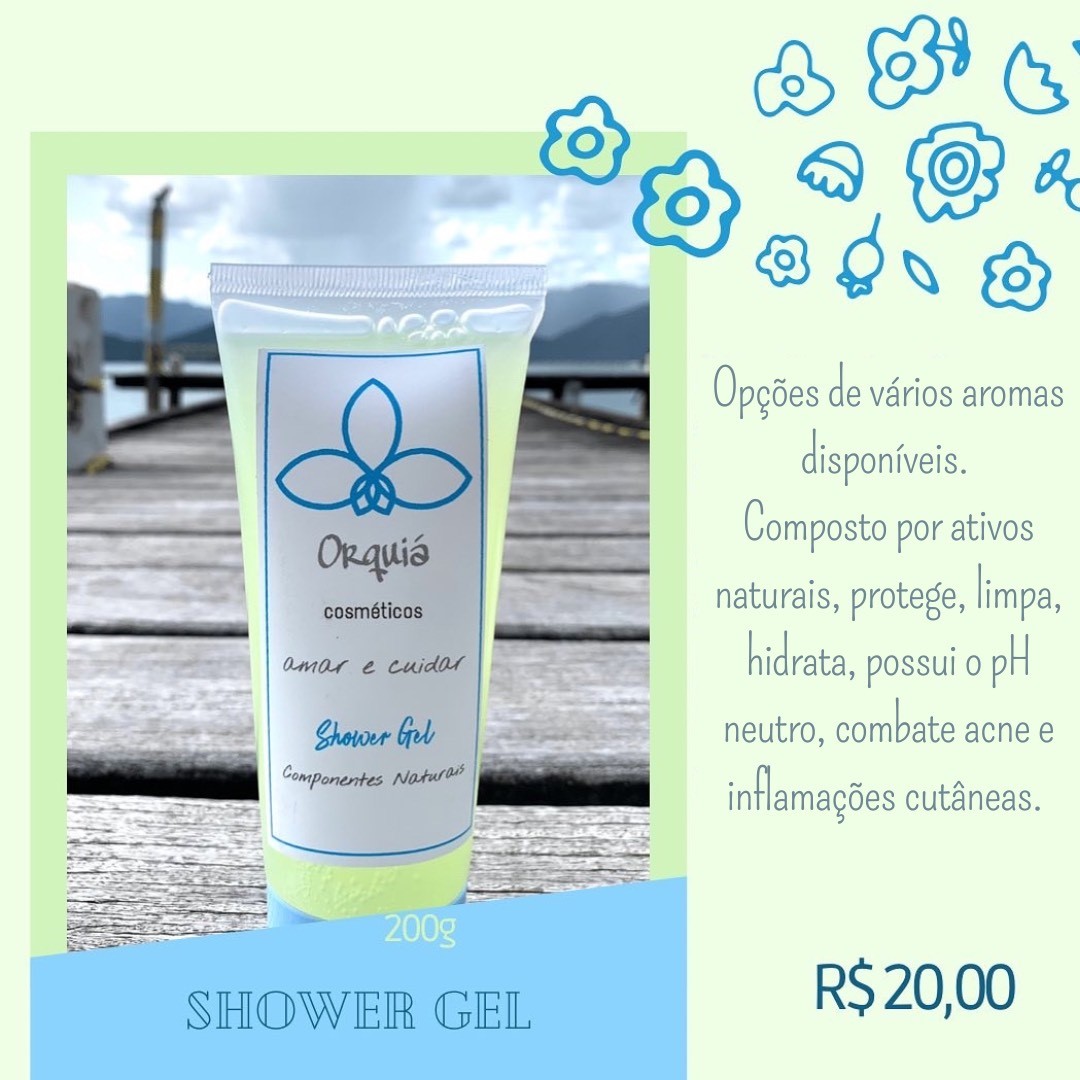 Orquiá
cosméticos
amar e cuidar
Shower Gel
Componentes Naturais
200g
SHOWER GEL
Opções de vários aromas
disponíveis.
Composto por ativos
naturais, protege, limpa,
hidrata, possui o pH
neutro, combate acne e
inflamações cutâneas.
R$ 20,00